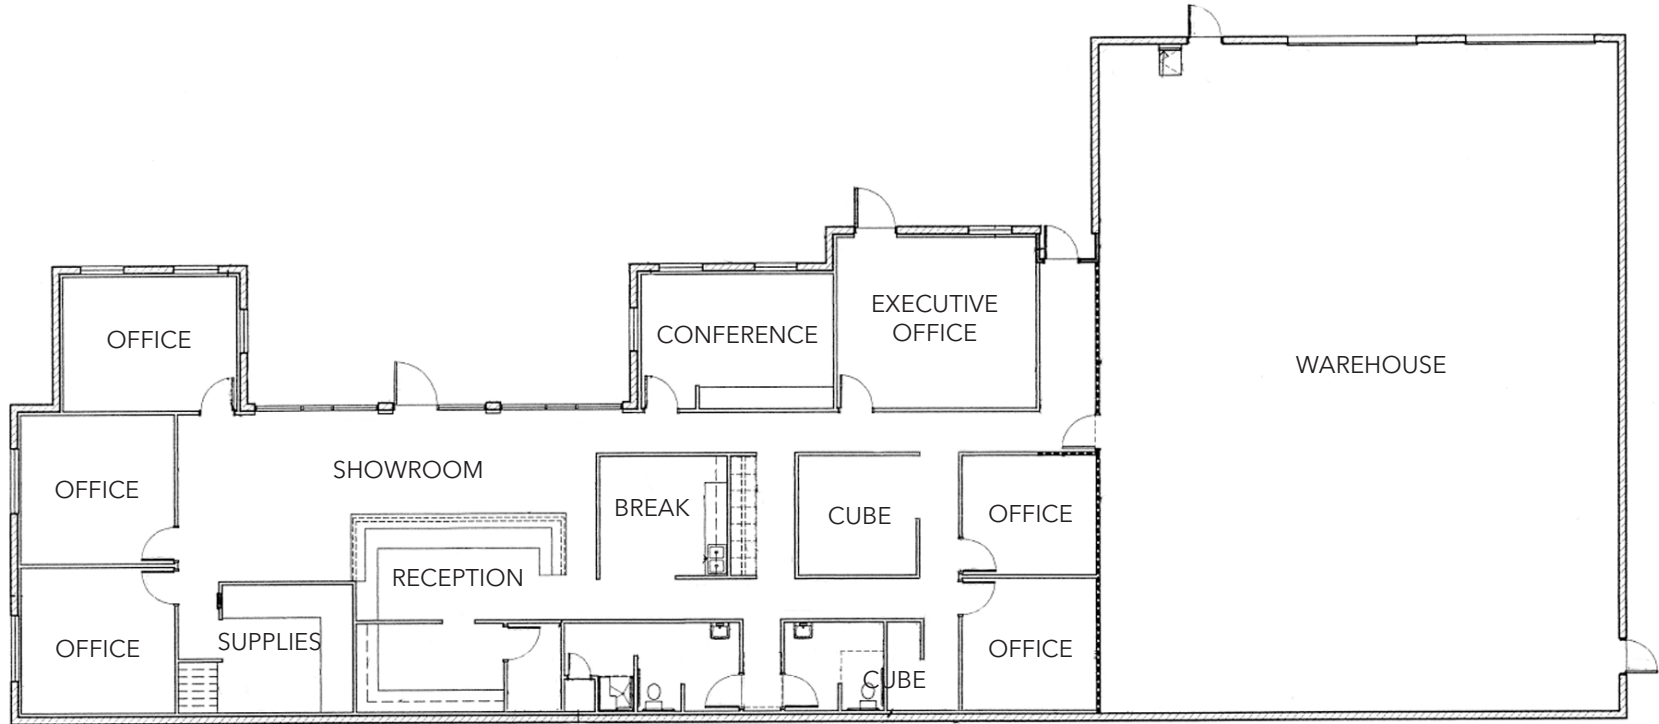 EXECUTIVE
OFFICE
OFFICE
CONFERENCE
WAREHOUSE
SHOWROOM
OFFICE
BREAK
CUBE
OFFICE
RECEPTION
OFFICE
SUPPLIES
CUBE
OFFICE